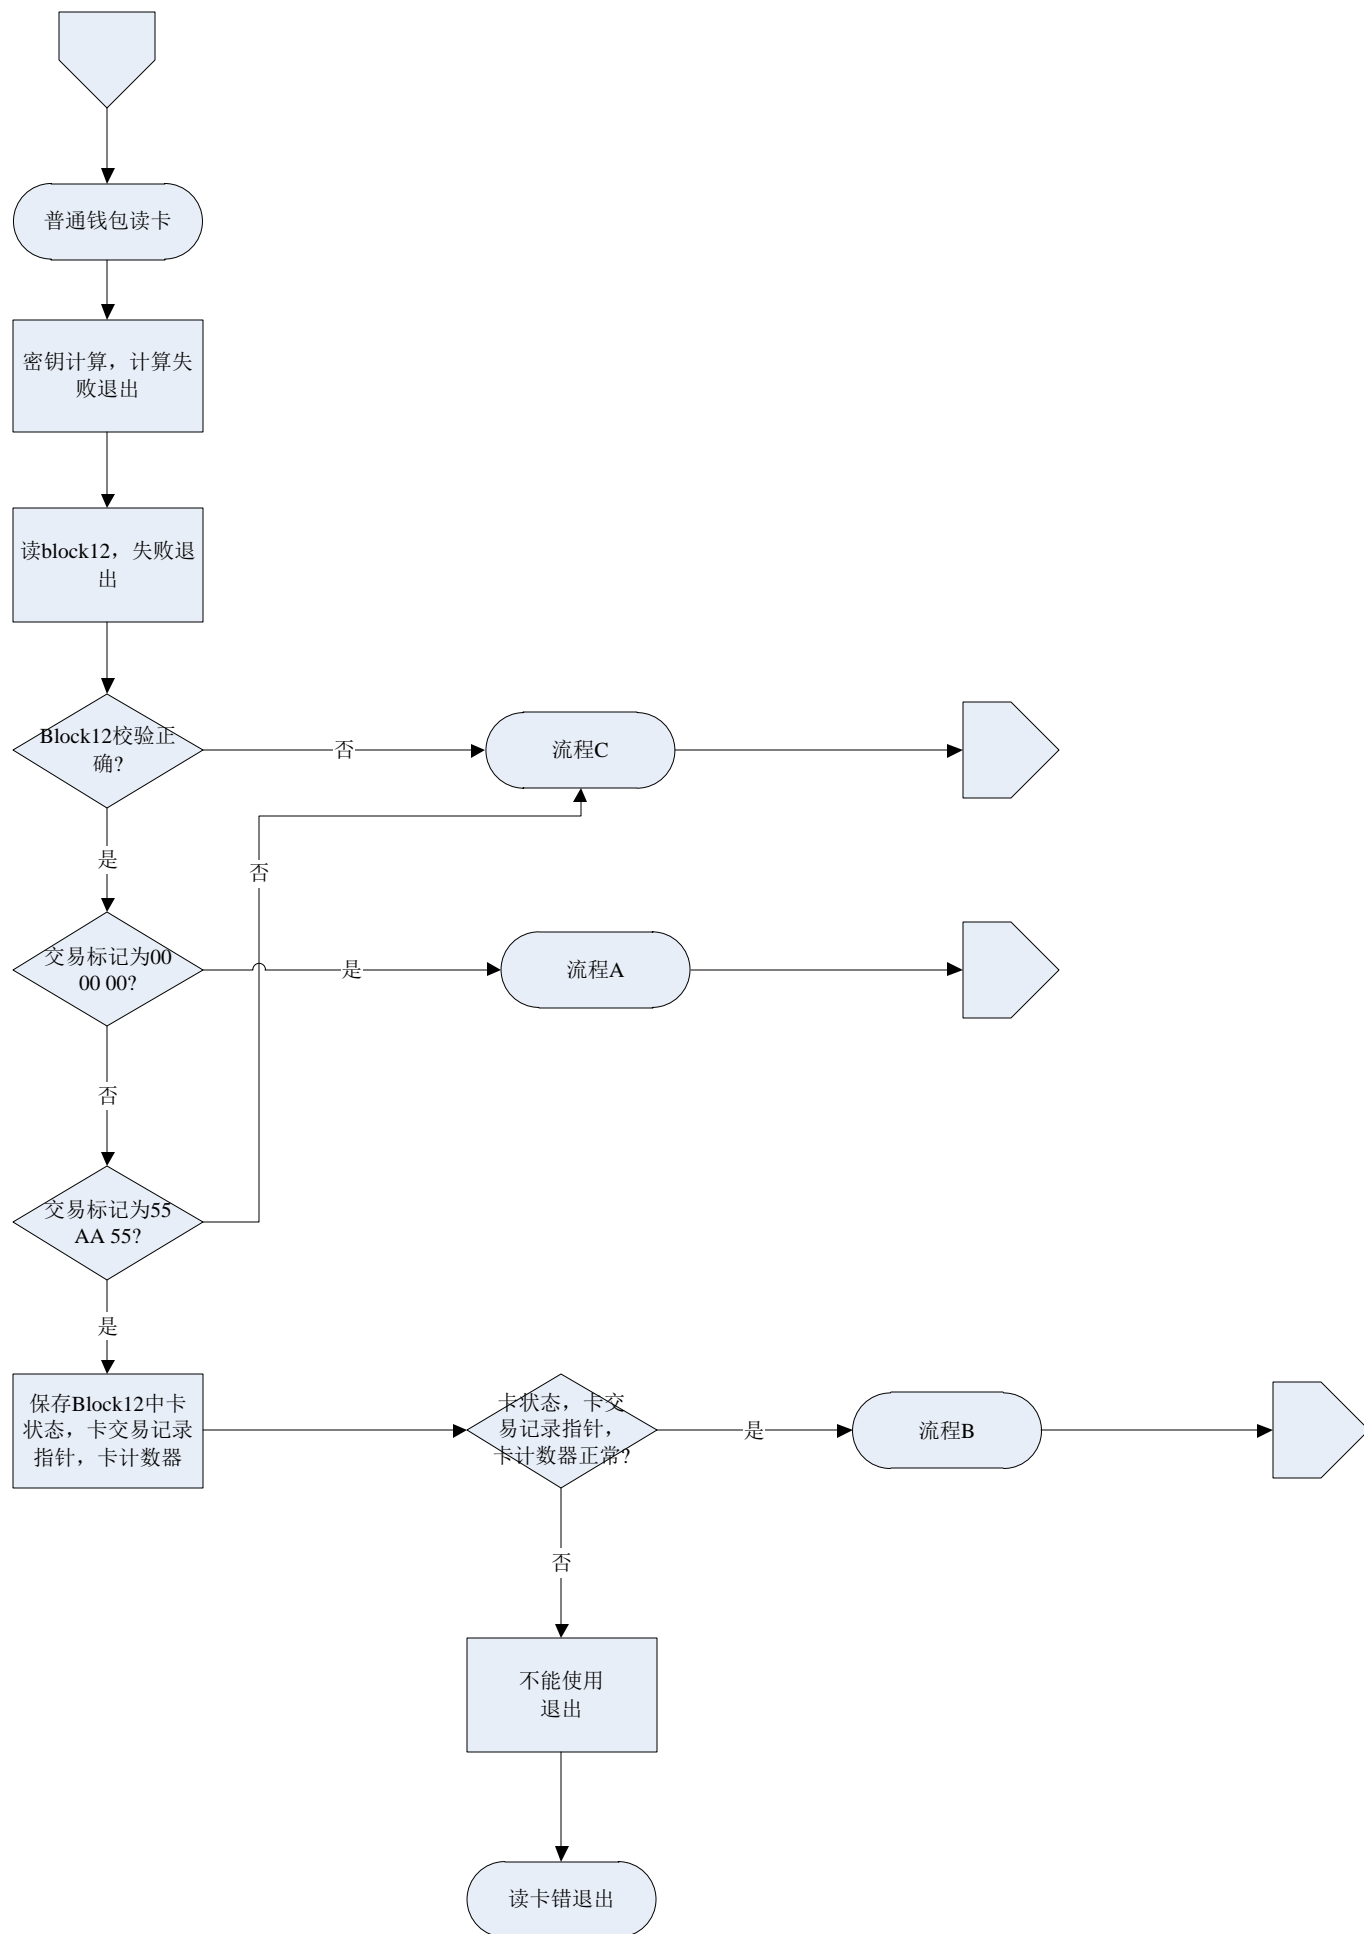 普通钱包读卡
密钥计算，计算失
败退出
读block12，失败退
出
Block12校验正
确?
否
流程C
是
否
交易标记为00
00 00?
是
流程A
否
交易标记为55
AA 55?
是
保存Block12中卡
状态，卡交易记录
指针，卡计数器
卡状态，卡交
易记录指针，
卡计数器正常?
是
流程B
否
不能使用
退出
读卡错退出